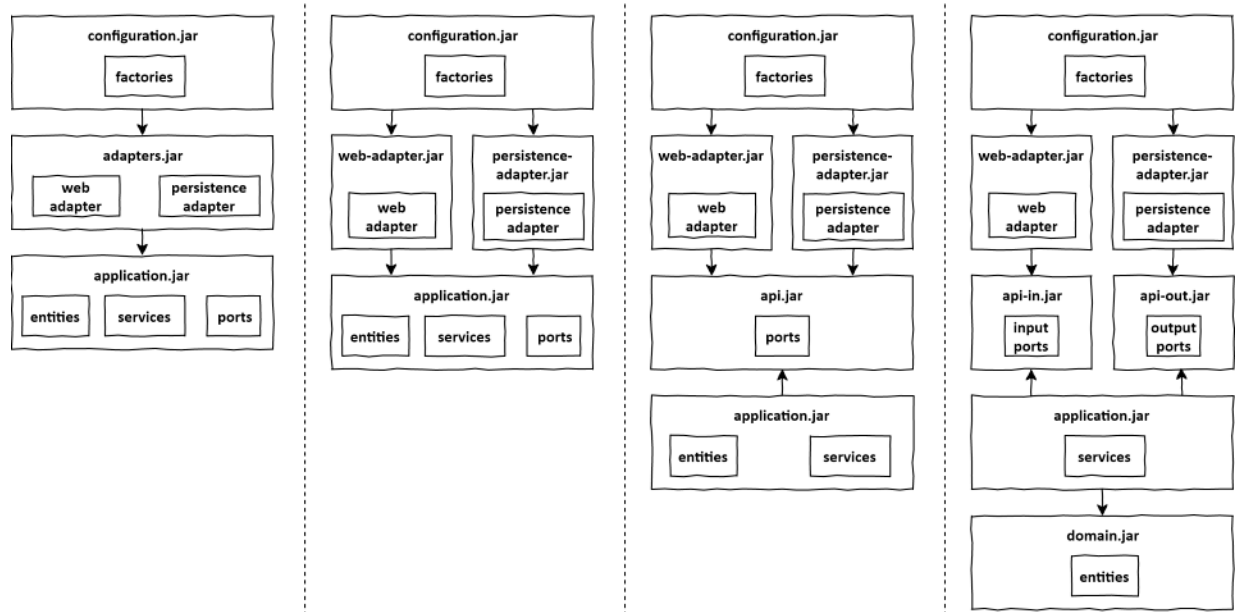 configuration.jar
factories
adapters.jar
web
adapter
persistence
adapter
application.jar
entities
services
ports
configuration.jar
factories
web-adapter.jar
web
adapter
persistence-
adapter.jar
persistence
adapter
application.jar
entities
services
ports
configuration.jar
factories
web-adapter.jar
web
adapter
persistence-
adapter.jar
persistence
adapter
api.jar
ports
application.jar
entities
services
configuration.jar
factories
web-adapter.jar
web
adapter
persistence-
adapter.jar
persistence
adapter
api-in.jar
input
ports
api-out.jar
output
ports
application.jar
services
domain.jar
entities